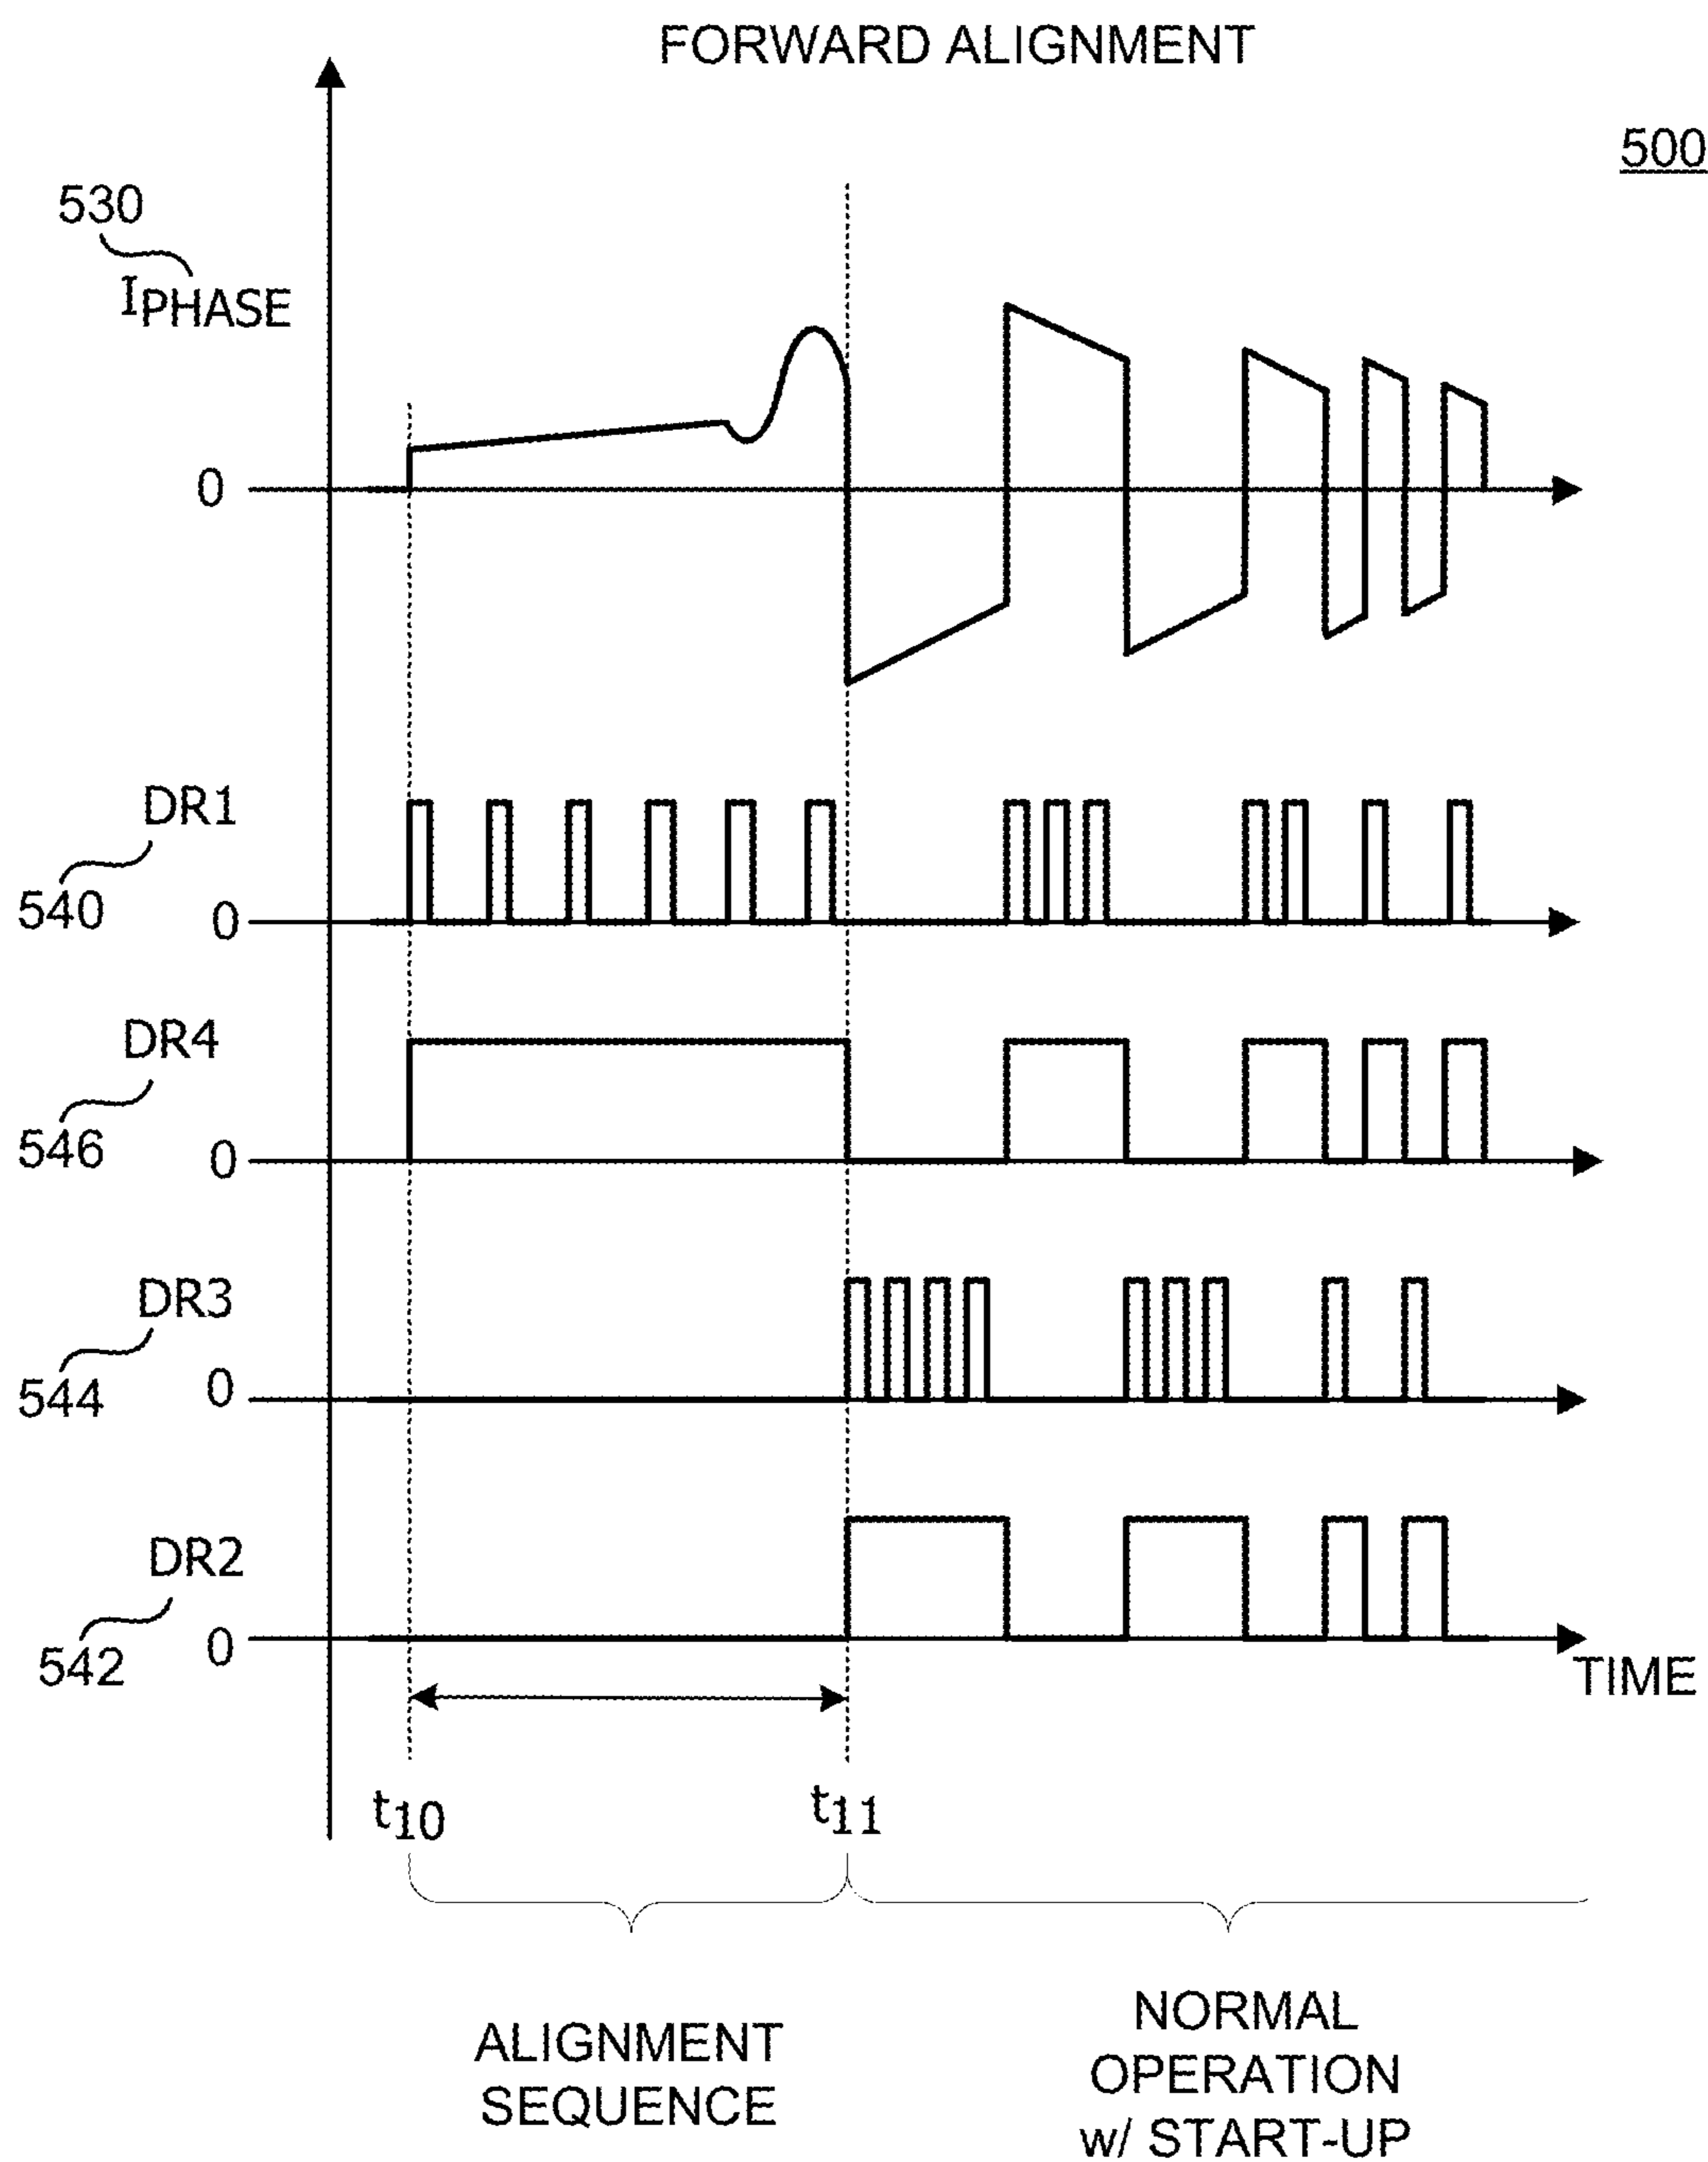 FORWARD ALIGNMENT
500
530
IPHASE
0
DR1
540
0
DR4
546
0
DR3
544
0
DR2
542
0
TIME
t10
t11
ALIGNMENT
SEQUENCE
NORMAL
OPERATION
w/ START-UP